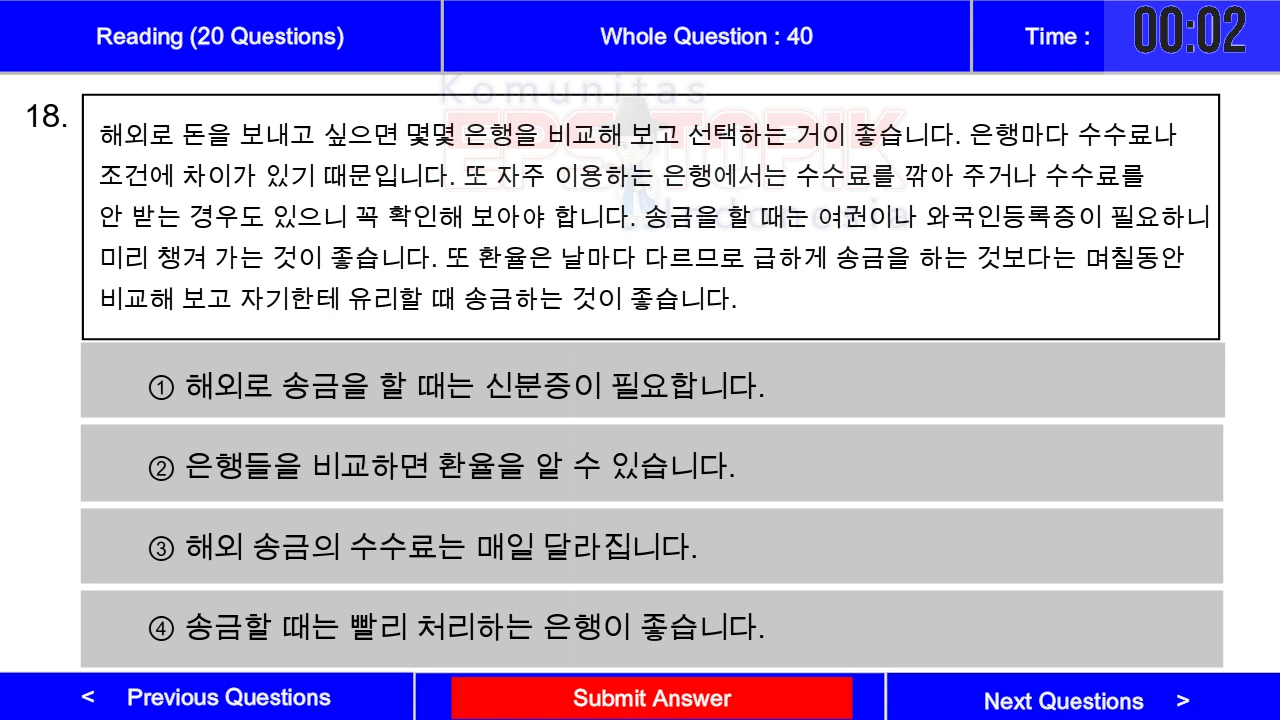 Reading (20 Questions)
Whole Question : 40
Time :
00:02
Komunitas
EPS TOPIK
Indonesia
18.
해외로 돈을 보내고 싶으면 몇몇 은행을 비교해 보고 선택하는 거이 좋습니다. 은행마다 수수료나
조건에 차이가 있기 때문입니다. 또 자주 이용하는 은행에서는 수수료를 깎아 주거나 수수료를
안 받는 경우도 있으니 꼭 확인해 보아야 합니다. 송금을 할 때는 여권이나 와국인등록증이 필요하니
미리 챙겨 가는 것이 좋습니다. 또 환율은 날마다 다르므로 급하게 송금을 하는 것보다는 며칠동안
비교해 보고 자기한테 유리할 때 송금하는 것이 좋습니다.
① 해외로 송금을 할 때는 신분증이 필요합니다.
② 은행들을 비교하면 환율을 알 수 있습니다.
③ 해외 송금의 수수료는 매일 달라집니다.
④ 송금할 때는 빨리 처리하는 은행이 좋습니다.
< Previous Questions
Submit Answer
Next Questions >